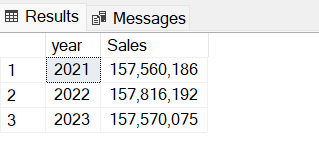 Results Messages
year Sales
1 2021 157,560,186
2 2022 157,816,192
3 2023 157,570,075